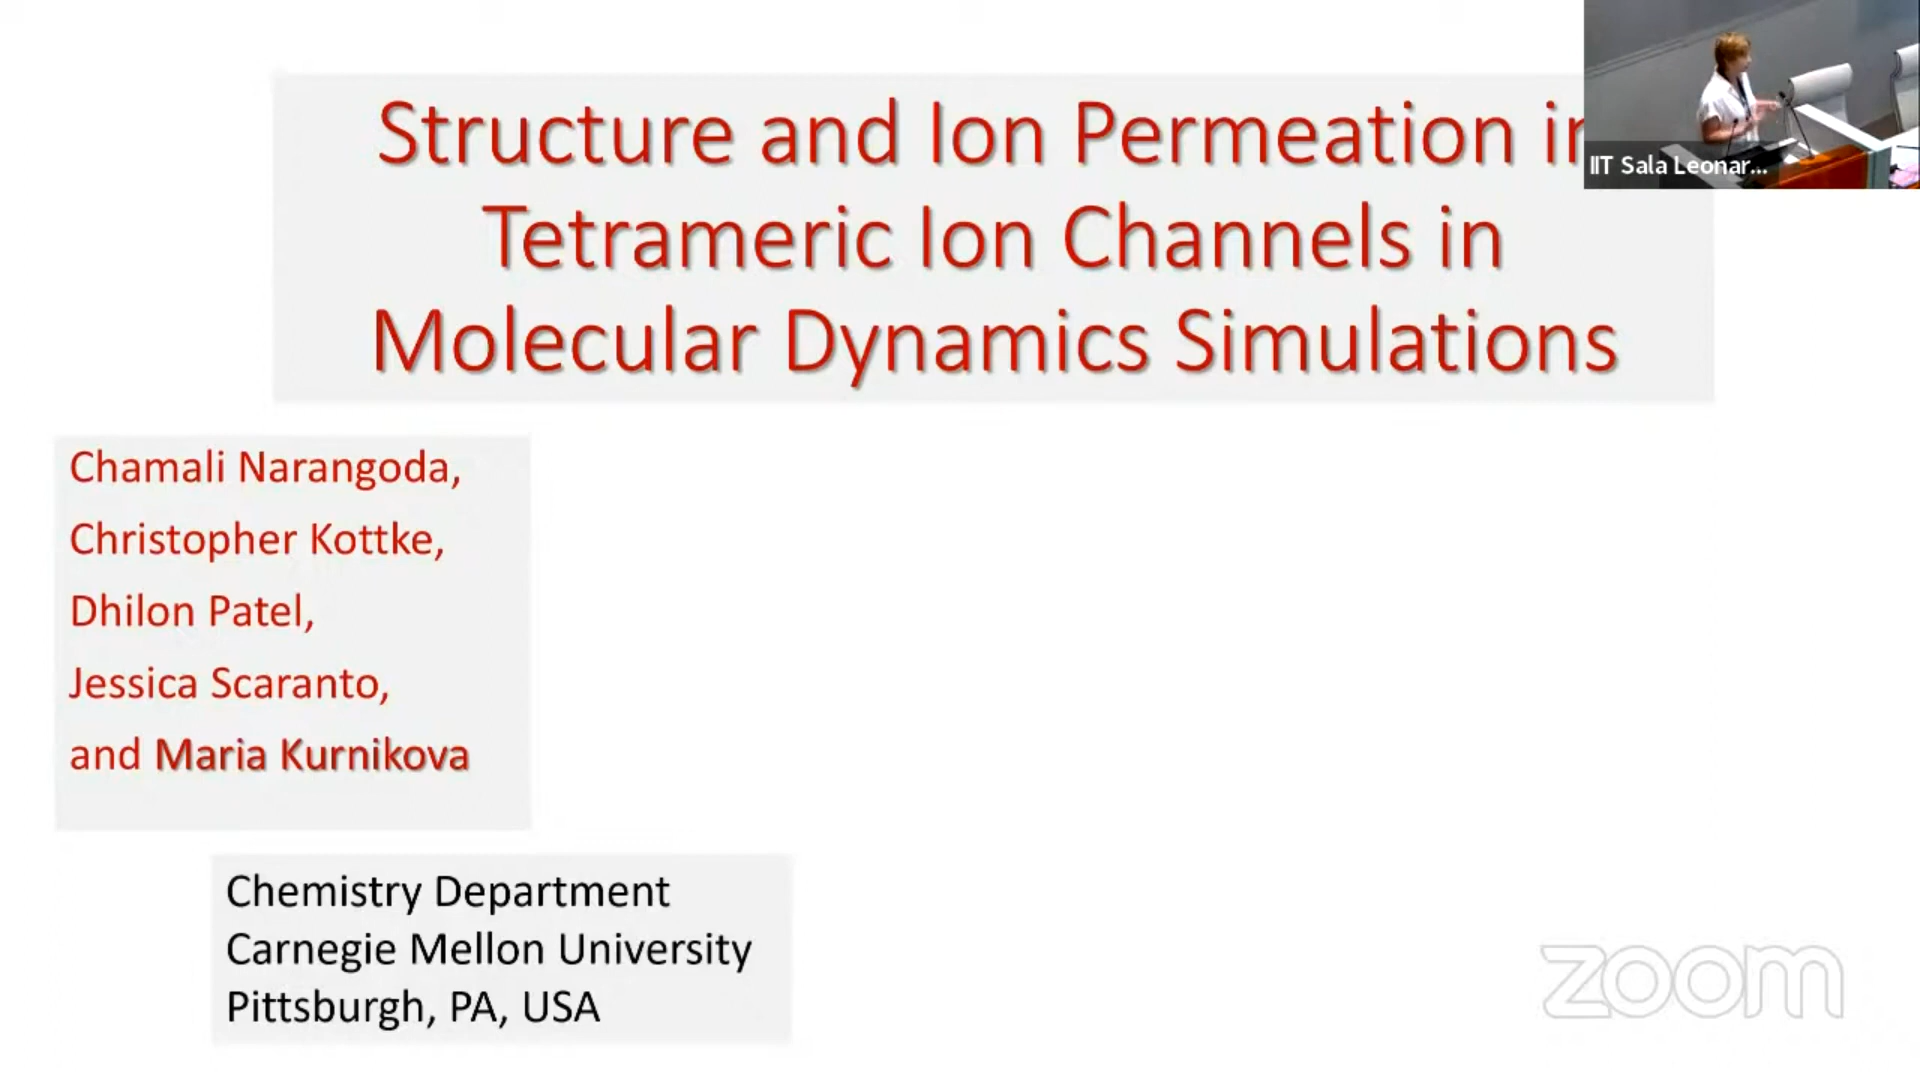 Structure and Ion Permeation in
Tetrameric Ion Channels in
Molecular Dynamics Simulations
IIT Sala Leonar...
Chamali Narangoda,
Christopher Kottke,
Dhilon Patel,
Jessica Scaranto,
and Maria Kurnikova
Chemistry Department
Carnegie Mellon University
Pittsburgh, PA, USA
zoom